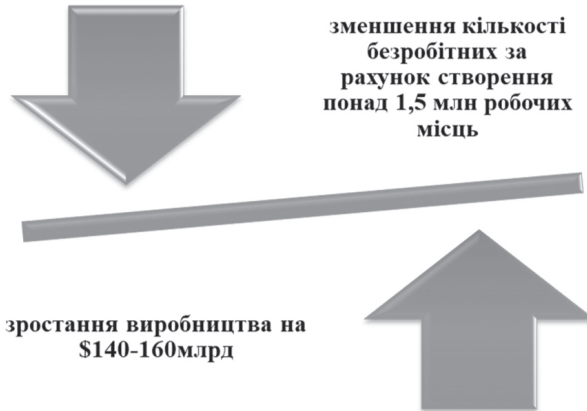 зменшення кількості
безробітних за
рахунок створення
понад 1,5 млн робочих
місць
зростання виробництва на
$140-160млрд